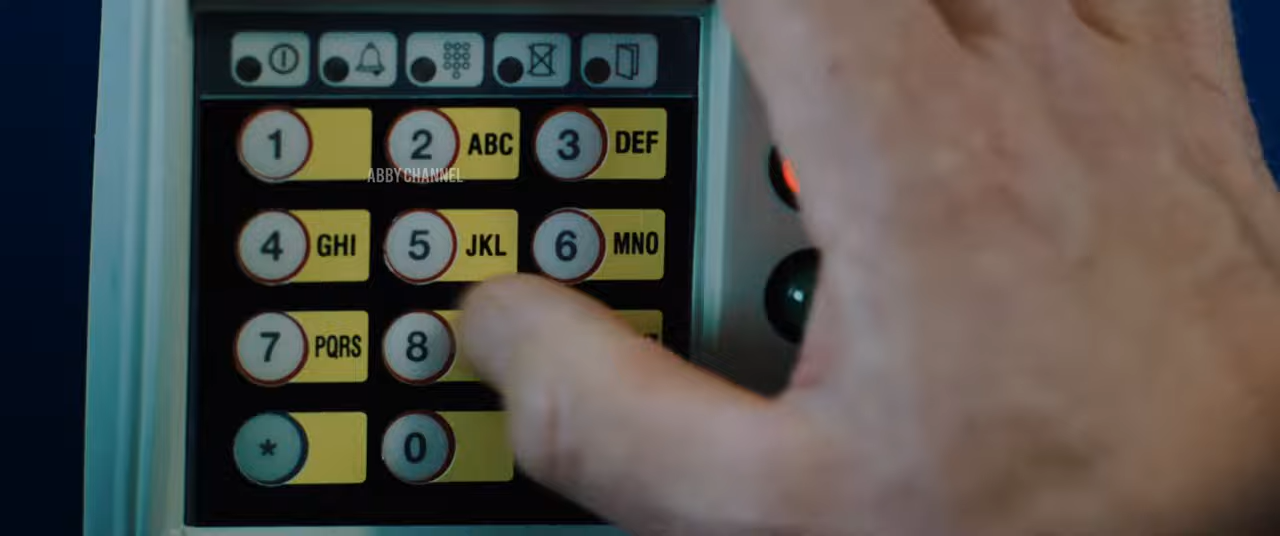 1 2 ABC 3 DEF
ABBY CHANNEL
4 GHI 5 JKL 6 MNO
7 PQRS 8
* 0